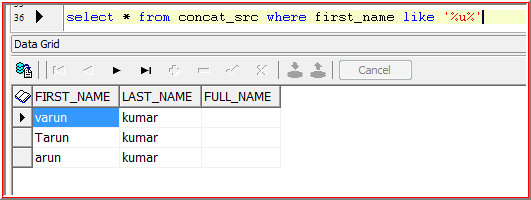 36 select * from concat_src where first_name like '%u%'
Data Grid
Cancel
FIRST_NAME LAST_NAME FULL_NAME
varun kumar
Tarun kumar
arun kumar